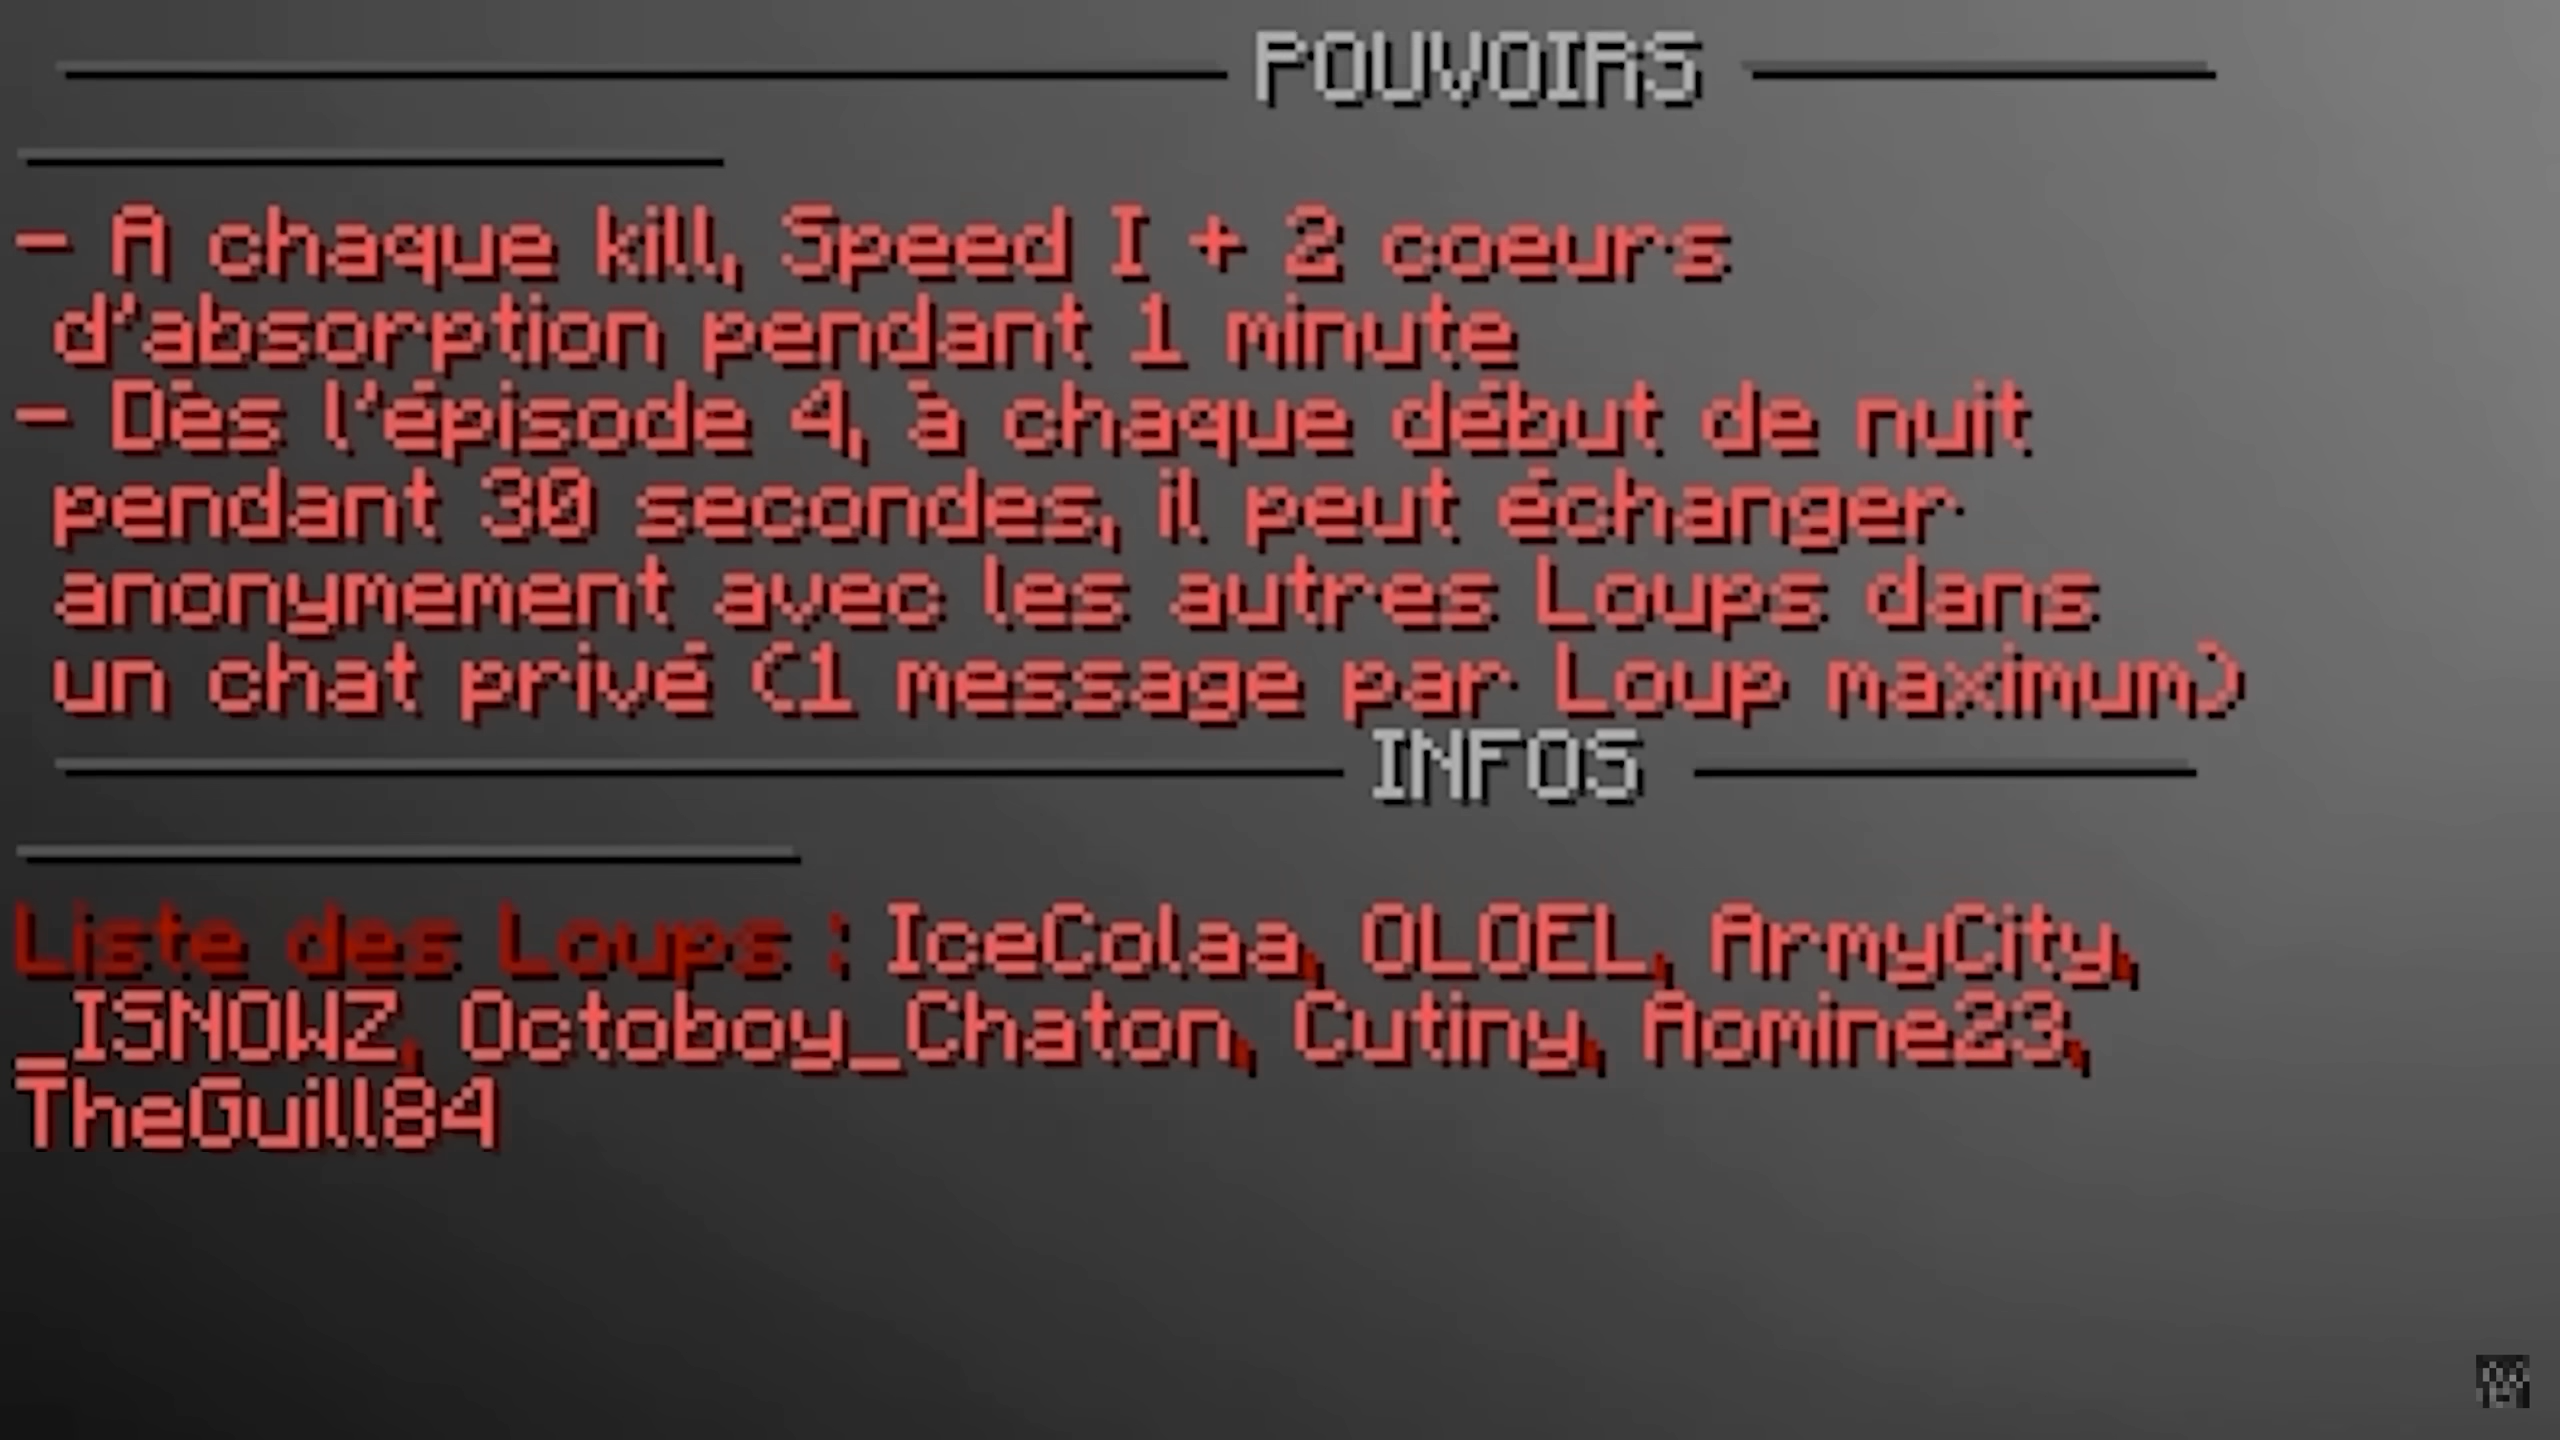 POUVOIRS
- A chaque kill, Speed I + 2 coeurs
d'absorption pendant 1 minute
- Dès l'épisode 4, à chaque début de nuit
pendant 30 secondes, il peut échanger
anonymement avec les autres Loups dans
un chat privé (1 message par Loup maximum)
INFOS
Liste des Loups : IceColaa, OLOEL, ArmyCity,
_ISNOWZ, Octoboy_Chaton, Cutiny, Aomine23,
TheGuill84